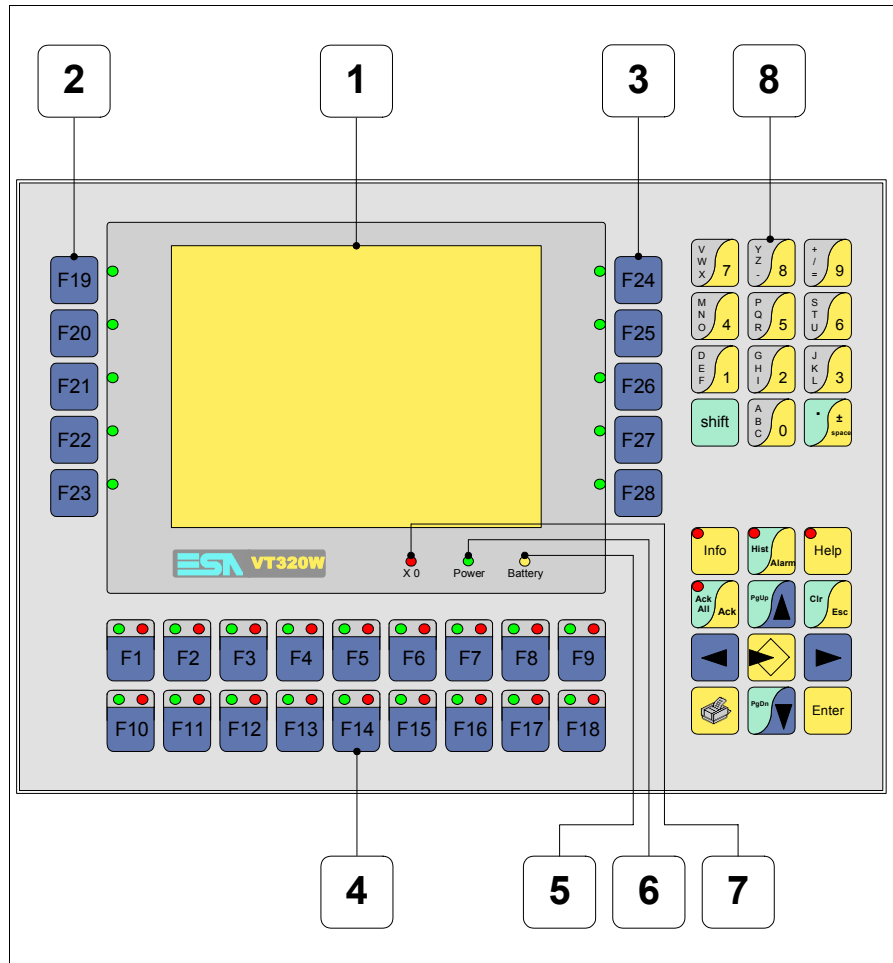 2 1 3 8
F19 F24
F20 F25
F21 F26
F22 F27
F23 F28
V W X 7 Y Z - 8 + / = 9
M N O 4 P Q R 5 S T U 6
D E F 1 G H I 2 J K L 3
shift A B C 0 . ± space
ESA VT320W
X 0 Power Battery
Info Hist Alarm Help
Ack All Ack PgUp Clr Esc
PgDn Enter
F1 F2 F3 F4 F5 F6 F7 F8 F9
F10 F11 F12 F13 F14 F15 F16 F17 F18
4 5 6 7